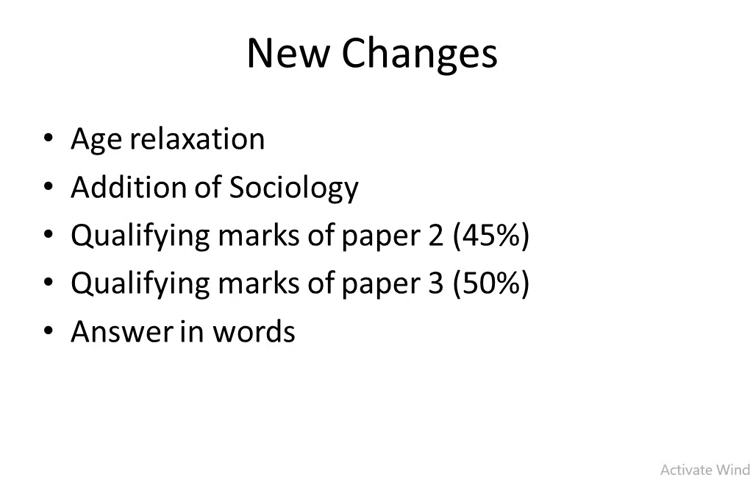 New Changes
• Age relaxation
• Addition of Sociology
• Qualifying marks of paper 2 (45%)
• Qualifying marks of paper 3 (50%)
• Answer in words
Activate Wind